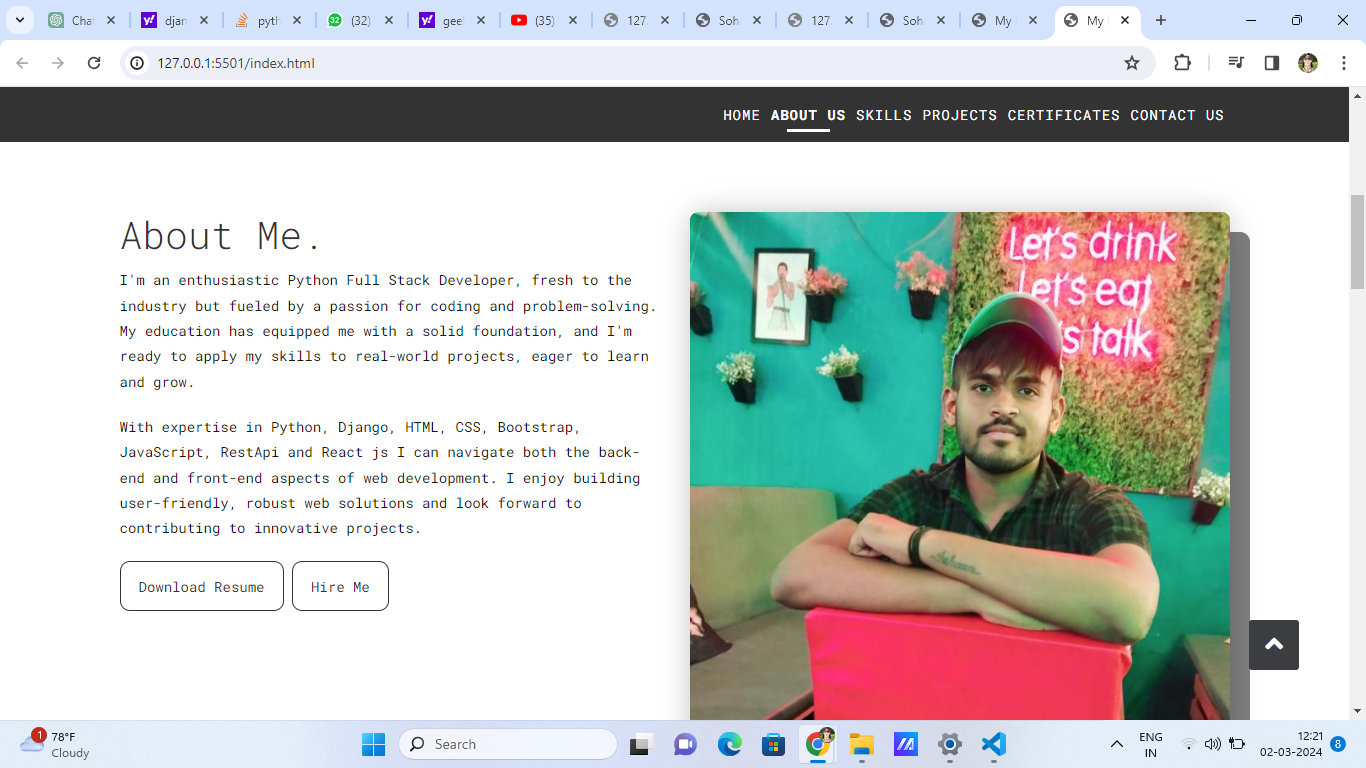 Chat
djan
pyth
(32)
gee
(35)
127.
Soh
127.
Soh
My
My
127.0.0.1:5501/index.html
HOME ABOUT US SKILLS PROJECTS CERTIFICATES CONTACT US
About Me.
I'm an enthusiastic Python Full Stack Developer, fresh to the
industry but fueled by a passion for coding and problem-solving.
My education has equipped me with a solid foundation, and I'm
ready to apply my skills to real-world projects, eager to learn
and grow.
With expertise in Python, Django, HTML, CSS, Bootstrap,
JavaScript, RestApi and React js I can navigate both the back-
end and front-end aspects of web development. I enjoy building
user-friendly, robust web solutions and look forward to
contributing to innovative projects.
Download Resume
Hire Me
Let's drink
Let's eat
's talk
1
78°F
Cloudy
Search
ENG
IN
12:21
02-03-2024
8